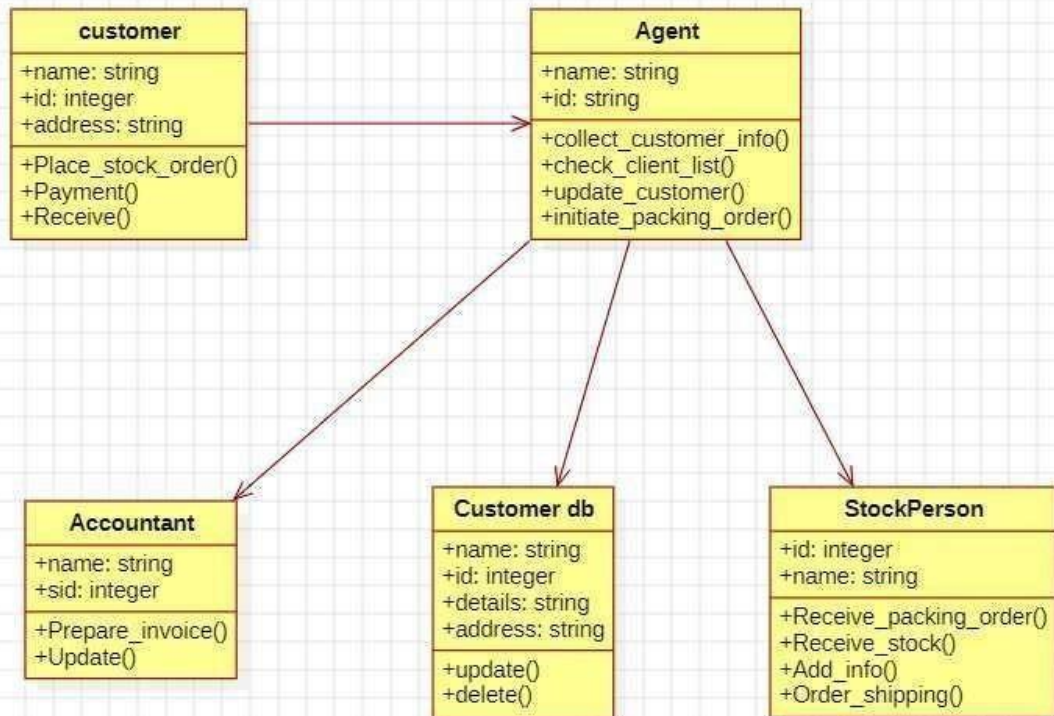 customer
+name: string
+id: integer
+address: string
+Place_stock_order()
+Payment()
+Receive()
Agent
+name: string
+id: string
+collect_customer_info()
+check_client_list()
+update_customer()
+initiate_packing_order()
Accountant
+name: string
+sid: integer
+Prepare_invoice()
+Update()
Customer db
+name: string
+id: integer
+details: string
+address: string
+update()
+delete()
StockPerson
+id: integer
+name: string
+Receive_packing_order()
+Receive_stock()
+Add_info()
+Order_shipping()